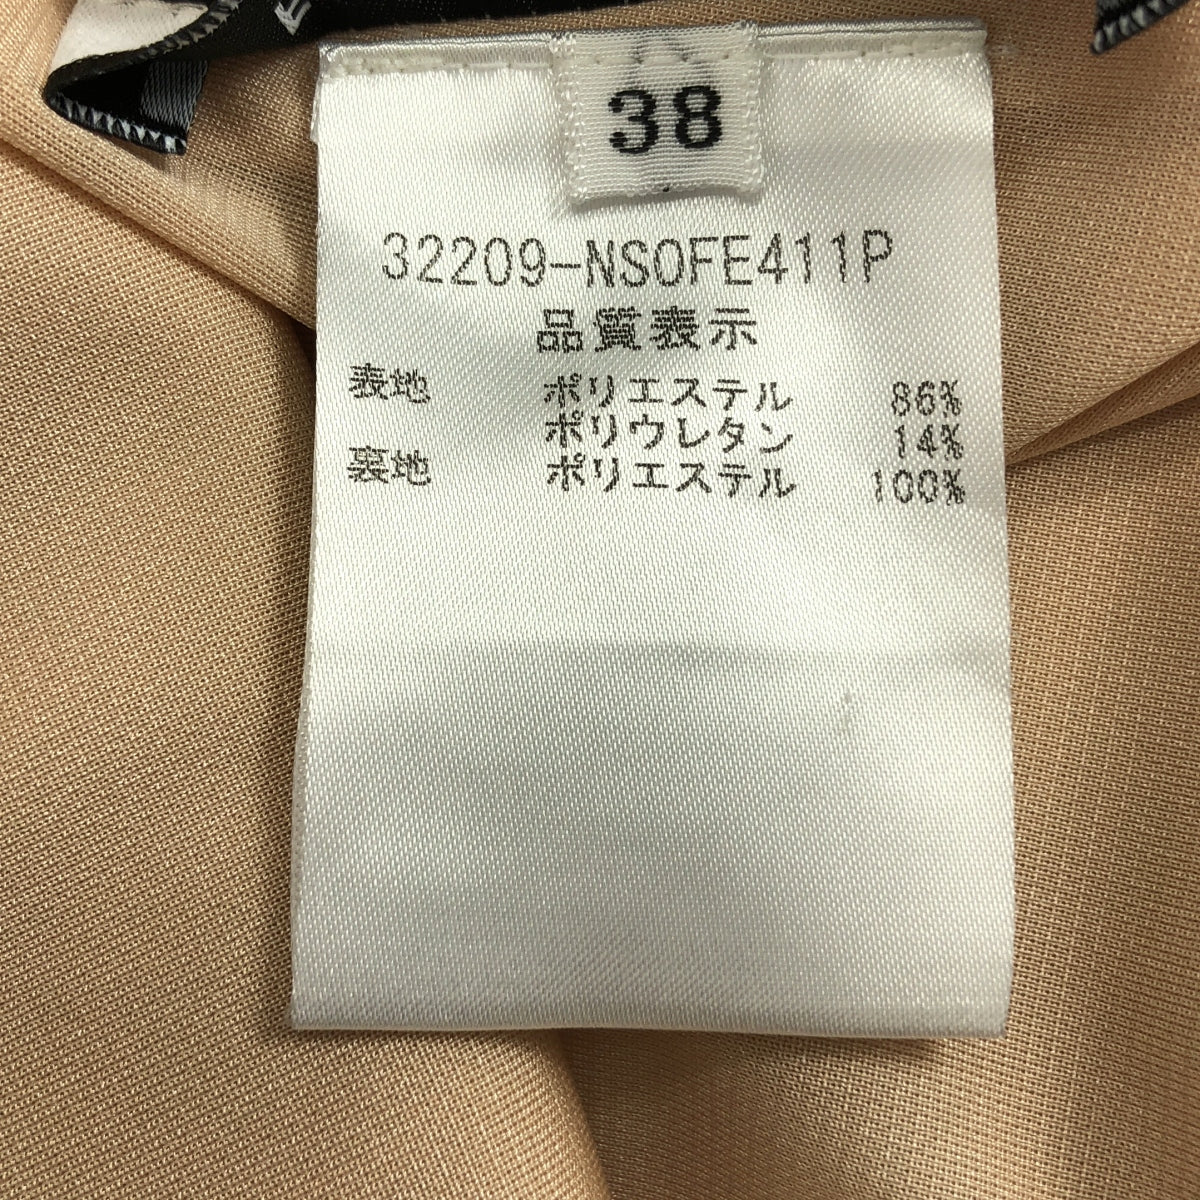 38
32209-NSOFE411P
品質表示
表地 ポリエステル 86%
ポリウレタン 14%
裏地 ポリエステル 100%